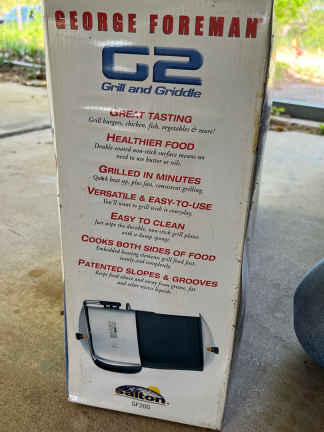 GEORGE FOREMAN
G2
Grill and Griddle
GREAT TASTING
Grill burgers, chicken, fish, vegetables & more!
HEALTHIER FOOD
Double-coated non-stick surface means no
need to use butter or oils.
GRILLED IN MINUTES
Quick heat up, plus fast, consistent grilling.
VERSATILE & EASY-TO-USE
You'll want to grill with it everyday.
EASY TO CLEAN
Just wipe the durable, non-stick grill plates
with a damp sponge.
COOKS BOTH SIDES OF FOOD
Embedded heating elements grill food fast,
evenly and completely.
PATENTED SLOPES & GROOVES
Keeps food above and away from grease, fat
and other excess liquids.
Salton
GF26G